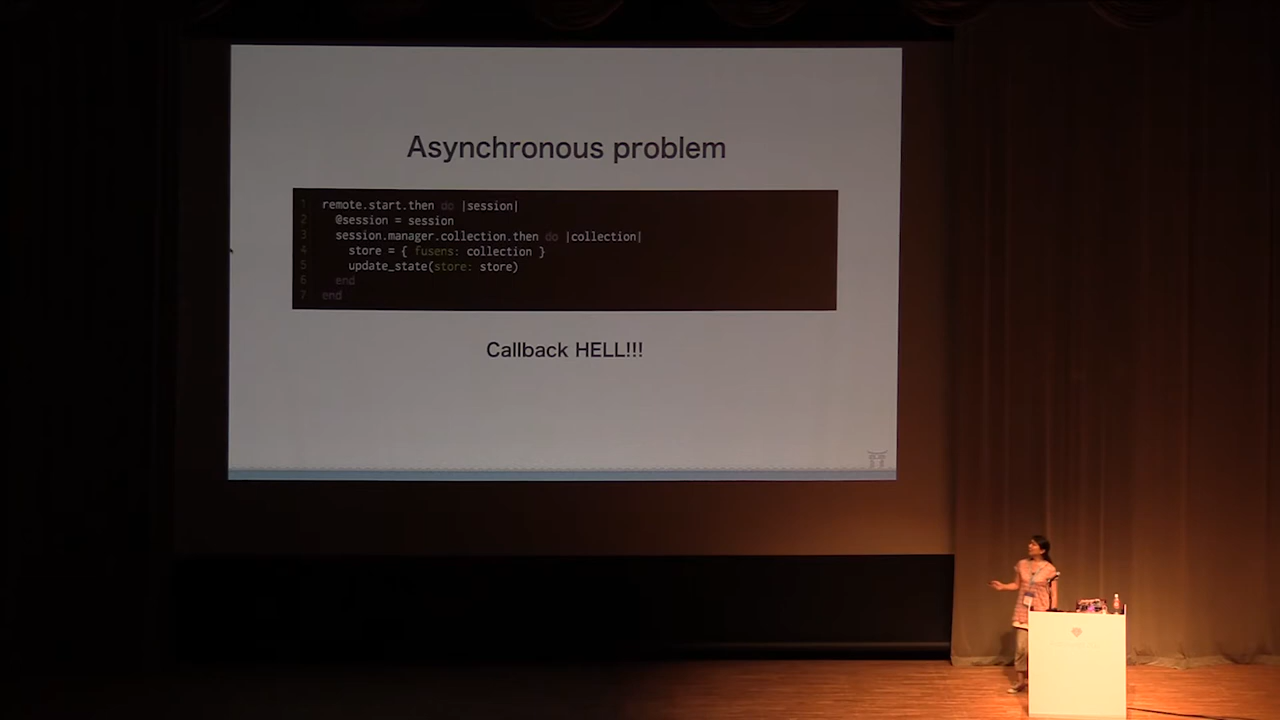 Asynchronous problem
1 remote.start.then do |session|
2 @session = session
3 session.manager.collection.then do |collection|
4 store = { fusens: collection }
5 update_state(store: store)
6 end
7 end
Callback HELL!!!